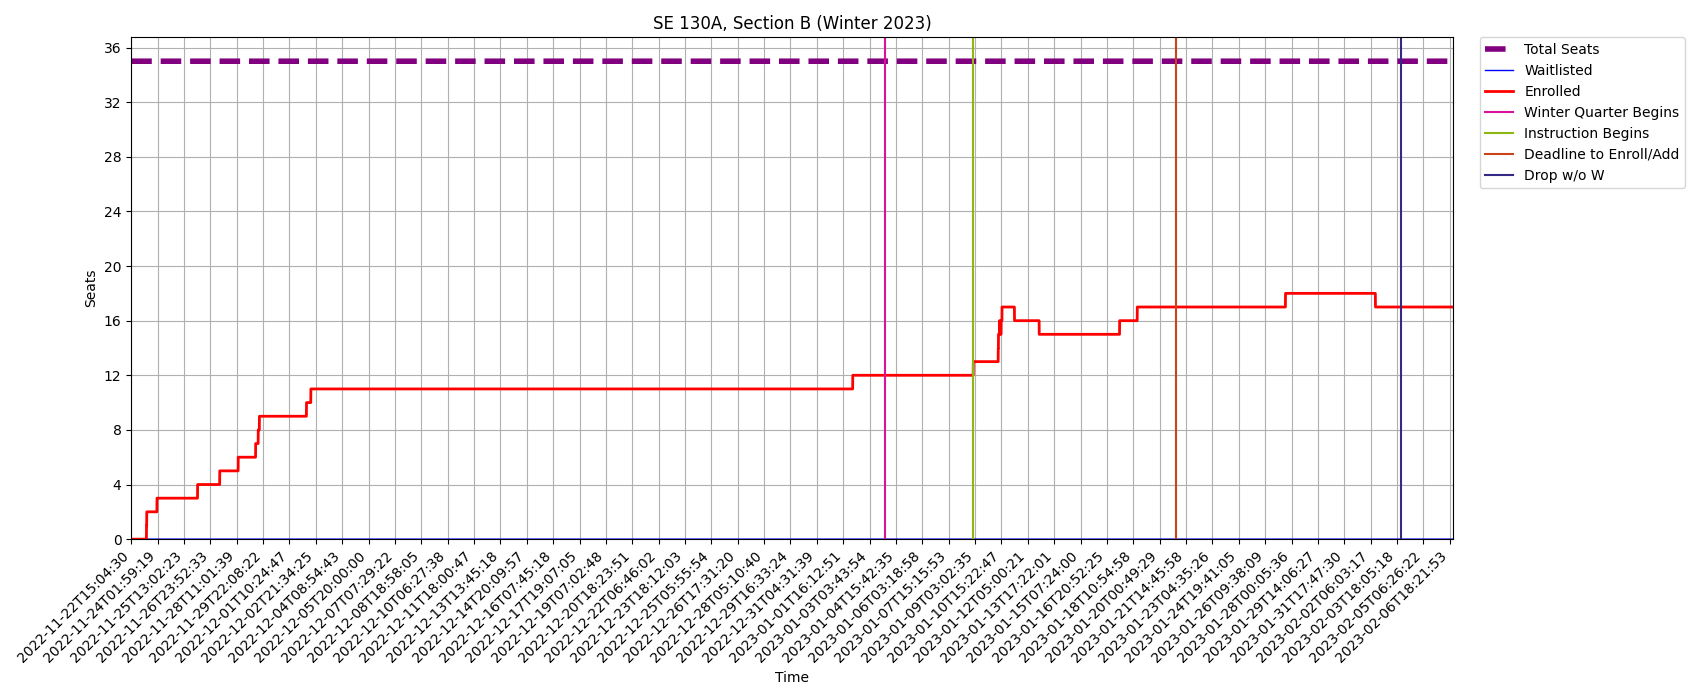 SE 130A, Section B (Winter 2023)
36
32
28
24
20
16
12
8
4
0
Seats
2022-11-22T15:04:30
2022-11-24T01:59:19
2022-11-25T13:02:23
2022-11-26T23:52:33
2022-11-28T11:01:39
2022-11-29T22:08:22
2022-12-01T10:24:47
2022-12-02T21:34:25
2022-12-04T08:54:43
2022-12-05T20:00:00
2022-12-07T07:29:22
2022-12-08T18:58:05
2022-12-10T06:27:38
2022-12-11T18:00:47
2022-12-13T13:45:18
2022-12-14T20:09:57
2022-12-16T07:45:18
2022-12-17T19:07:05
2022-12-19T07:02:48
2022-12-20T18:23:51
2022-12-22T06:46:02
2022-12-23T18:12:03
2022-12-25T05:55:54
2022-12-26T17:31:20
2022-12-28T05:10:40
2022-12-29T16:33:24
2022-12-31T04:31:39
2023-01-01T16:12:51
2023-01-03T03:43:54
2023-01-04T15:42:35
2023-01-06T03:18:58
2023-01-07T15:15:53
2023-01-09T03:02:35
2023-01-10T15:22:47
2023-01-12T05:00:21
2023-01-13T17:22:01
2023-01-15T07:24:00
2023-01-16T20:52:25
2023-01-18T10:54:58
2023-01-20T00:49:29
2023-01-21T14:45:58
2023-01-23T04:35:26
2023-01-24T19:41:05
2023-01-26T09:38:09
2023-01-28T00:05:36
2023-01-29T14:06:27
2023-01-31T17:47:30
2023-02-02T06:03:17
2023-02-03T18:05:18
2023-02-05T06:26:22
2023-02-06T18:21:53
Time
Total Seats
Waitlisted
Enrolled
Winter Quarter Begins
Instruction Begins
Deadline to Enroll/Add
Drop w/o W